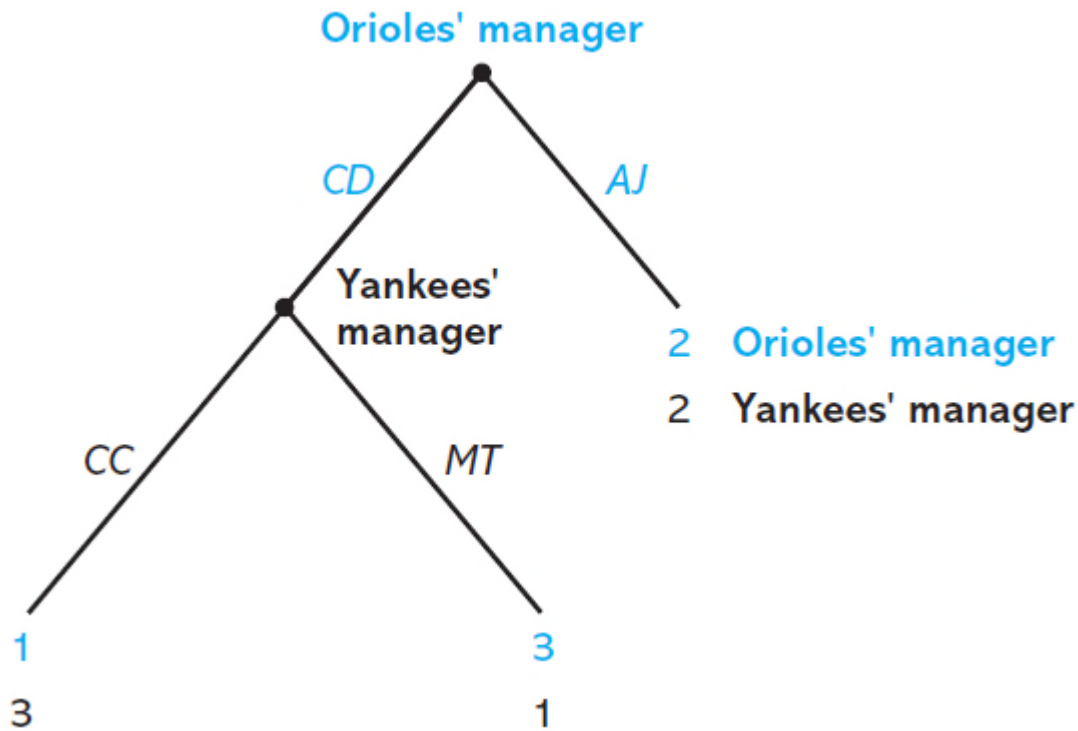 Orioles' manager
CD
AJ
Yankees'
manager
2 Orioles' manager
2 Yankees' manager
CC
MT
1
3
3
1